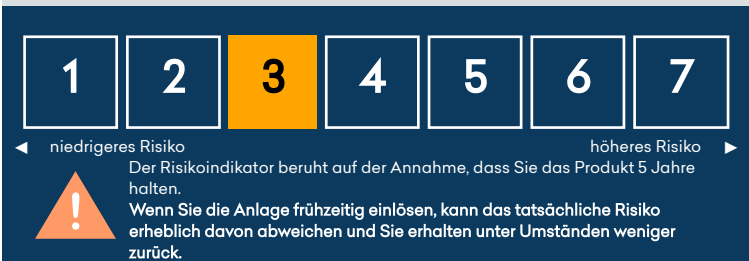 1 2 3 4 5 6 7
◄ niedrigeres Risiko höheres Risiko ►
Der Risikoindikator beruht auf der Annahme, dass Sie das Produkt 5 Jahre
halten.
!
Wenn Sie die Anlage frühzeitig einlösen, kann das tatsächliche Risiko
erheblich davon abweichen und Sie erhalten unter Umständen weniger
zurück.